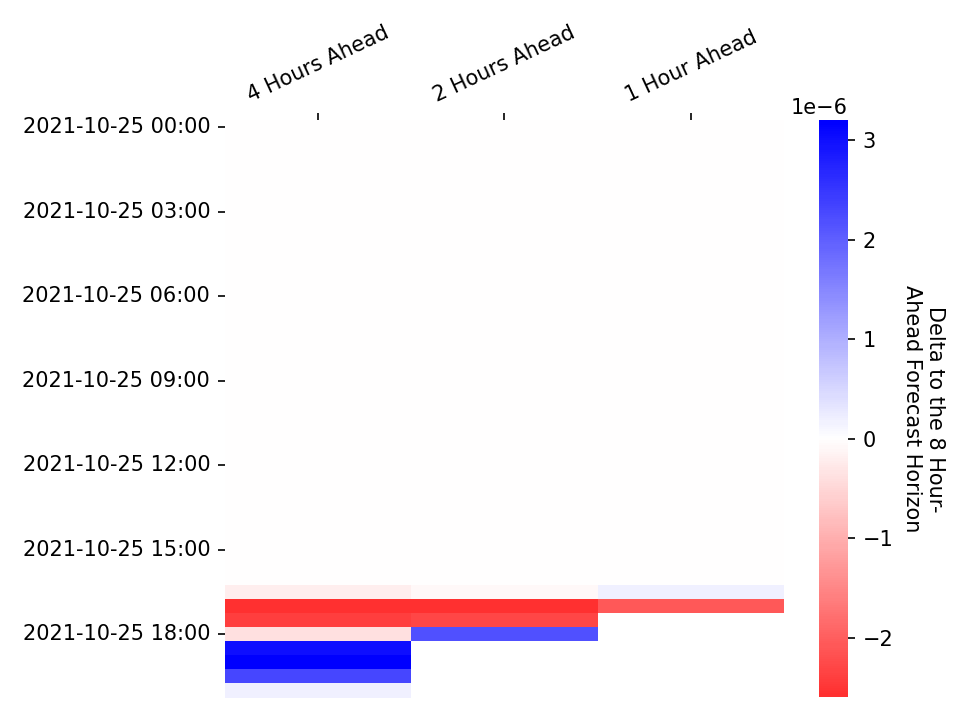 4 Hours Ahead
2 Hours Ahead
1 Hour Ahead
1e−6
2021-10-25 00:00
2021-10-25 03:00
2021-10-25 06:00
2021-10-25 09:00
2021-10-25 12:00
2021-10-25 15:00
2021-10-25 18:00
3
2
1
0
−1
−2
Delta to the 8 Hour-
Ahead Forecast Horizon